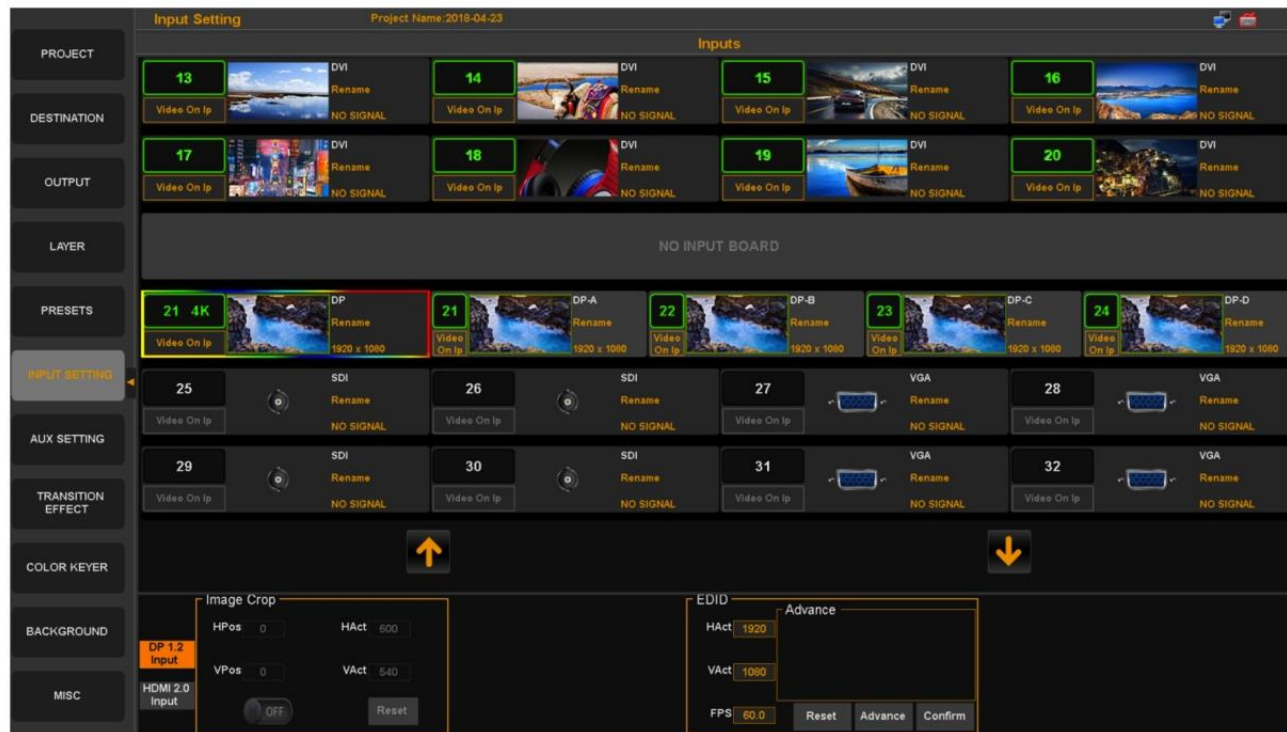 Input Setting
Project Name:2018-04-23
Inputs
PROJECT
DESTINATION
OUTPUT
LAYER
PRESETS
INPUT SETTING
AUX SETTING
TRANSITION
EFFECT
COLOR KEYER
BACKGROUND
MISC
13
Video On Ip
DVI
Rename
NO SIGNAL
14
Video On Ip
DVI
Rename
NO SIGNAL
15
Video On Ip
DVI
Rename
NO SIGNAL
16
Video On Ip
DVI
Rename
NO SIGNAL
17
Video On Ip
DVI
Rename
NO SIGNAL
18
Video On Ip
DVI
Rename
NO SIGNAL
19
Video On Ip
DVI
Rename
NO SIGNAL
20
Video On Ip
DVI
Rename
NO SIGNAL
NO INPUT BOARD
21 4K
Video On Ip
DP
Rename
1920 x 1080
21
Video
On Ip
DP-A
Rename
1920 x 1080
22
Video
On Ip
DP-B
Rename
1920 x 1080
23
Video
On Ip
DP-C
Rename
1920 x 1080
24
Video
On Ip
DP-D
Rename
1920 x 1080
25
Video On Ip
SDI
Rename
NO SIGNAL
26
Video On Ip
SDI
Rename
NO SIGNAL
27
Video On Ip
VGA
Rename
NO SIGNAL
28
Video On Ip
VGA
Rename
NO SIGNAL
29
Video On Ip
SDI
Rename
NO SIGNAL
30
Video On Ip
SDI
Rename
NO SIGNAL
31
Video On Ip
VGA
Rename
NO SIGNAL
32
Video On Ip
VGA
Rename
NO SIGNAL
DP 1.2
Input
HDMI 2.0
Input
Image Crop
HPos 0
HAct 600
VPos 0
VAct 540
OFF
Reset
EDID
HAct 1920
VAct 1080
FPS 60.0
Advance
Reset
Advance
Confirm